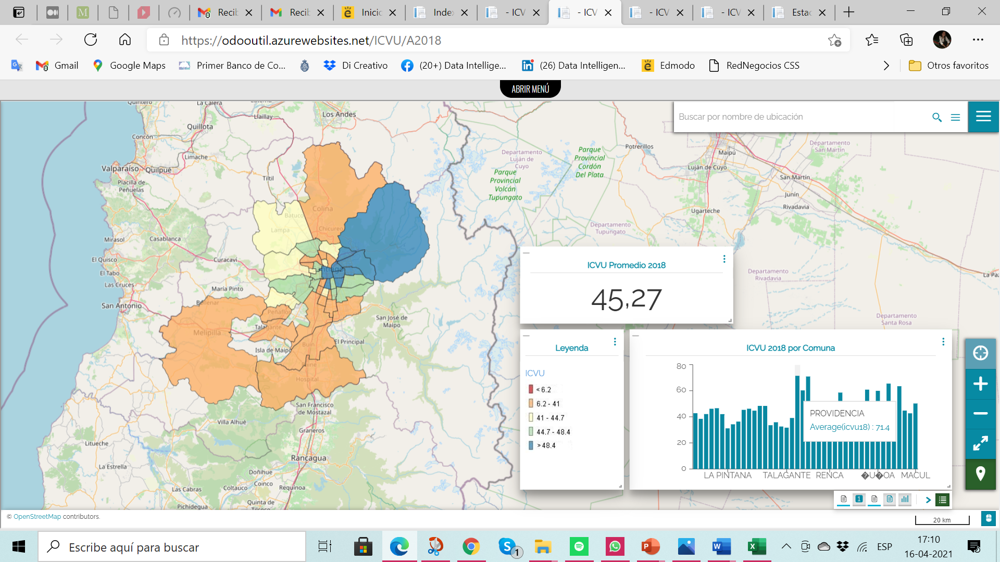 Recib
Recib
Inicio
Index
- ICV
- ICV
- ICV
- ICV
Estac
https://odooutil.azurewebsites.net/ICVU/A2018
Gmail
Google Maps
Primer Banco de Co...
Di Creativo
(20+) Data Intellige...
(26) Data Intelligen...
Edmodo
RedNegocios CSS
Otros favoritos
ABRIR MENÚ
Buscar por nombre de ubicación
Quintero
La Calera
Llaillay
Los Andes
Quillota
Concón
Limache
Valparaíso
Quilpué
Placilla de
Peñuelas
Tiltil
Colina
Batuco
Lampa
Chicureo
Mirasol
Casablanca
El Quisco
Curacaví
El Tabo
Las Cruces
María Pinto
San Antonio
Bollenar
Peñaflor
Melipilla
Talagante
Isla de Maipo
Buin
El Principal
San José de
Maipo
Paine
Hospital
San Francisco
de Mostazal
Villa Alhué
Graneros
Litueche
Rancagua
La Estrella
Doñihue
Coinco
Las Cabras
Coltauco
Requinoa
Pichidegua
Quinta de
Tilcoco
Departamento
Luján de
Cuyo
Parque
Provincial
Cordón
Del Plata
Parque
Provincial
Volcán
Tupungato
Potrerillos
Maipú
Departamento
San Martín
Luján de Cuyo
San Martín
Junín
Rivadavia
Ugarteche
Departamento
Tupungato
Departamento
Rivadavia
La Paz
Departamento
Santa Rosa
ICVU Promedio 2018
45,27
Leyenda
ICVU
< 6.2
6.2 - 41
41 - 44.7
44.7 - 48.4
> 48.4
ICVU 2018 por Comuna
80
60
40
20
0
PROVIDENCIA
Average(icvu18) : 71.4
LA PINTANA
TALAGANTE
RENCA
�U�OA
MACUL
1
© OpenStreetMap contributors.
20 km
Escribe aquí para buscar
1
ESP
17:10
16-04-2021